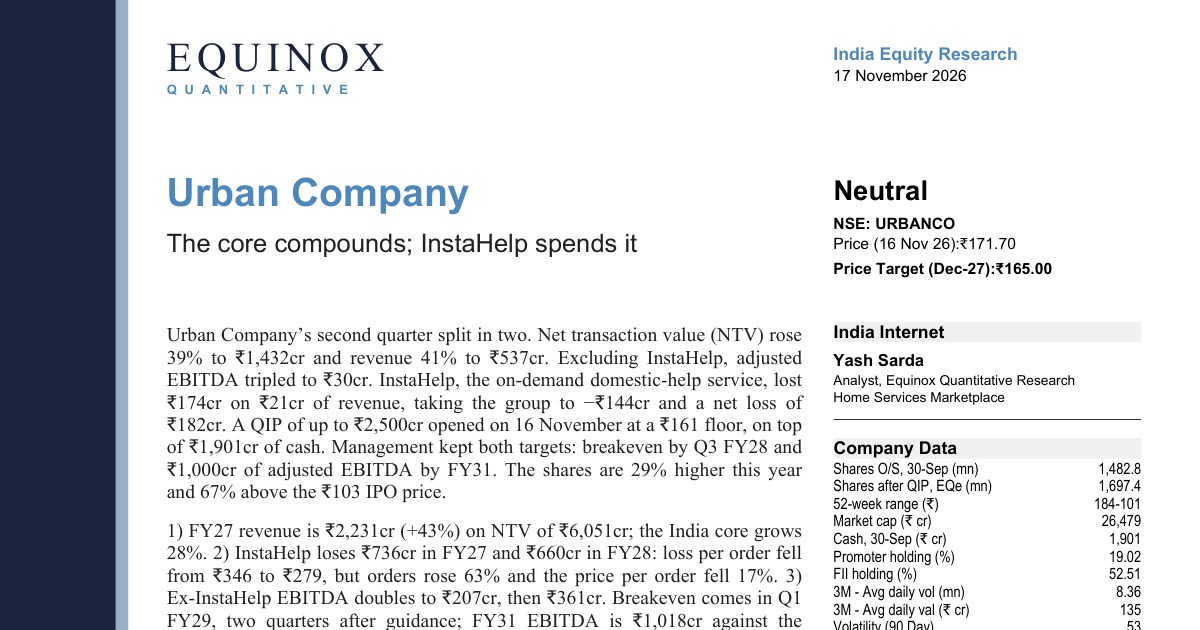 EQUINOX
QUANTITATIVE
India Equity Research
17 November 2026
Urban Company
The core compounds; InstaHelp spends it
Neutral
NSE: URBANCO
Price (16 Nov 26):₹171.70
Price Target (Dec-27):₹165.00
Urban Company’s second quarter split in two. Net transaction value (NTV) rose
39% to ₹1,432cr and revenue 41% to ₹537cr. Excluding InstaHelp, adjusted
EBITDA tripled to ₹30cr. InstaHelp, the on-demand domestic-help service, lost
₹174cr on ₹21cr of revenue, taking the group to −₹144cr and a net loss of
₹182cr. A QIP of up to ₹2,500cr opened on 16 November at a ₹161 floor, on top
of ₹1,901cr of cash. Management kept both targets: breakeven by Q3 FY28 and
₹1,000cr of adjusted EBITDA by FY31. The shares are 29% higher this year
and 67% above the ₹103 IPO price.
1) FY27 revenue is ₹2,231cr (+43%) on NTV of ₹6,051cr; the India core grows
28%. 2) InstaHelp loses ₹736cr in FY27 and ₹660cr in FY28: loss per order fell
from ₹346 to ₹279, but orders rose 63% and the price per order fell 17%. 3)
Ex-InstaHelp EBITDA doubles to ₹207cr, then ₹361cr. Breakeven comes in Q1
FY29, two quarters after guidance; FY31 EBITDA is ₹1,018cr against the
India Internet
Yash Sarda
Analyst, Equinox Quantitative Research
Home Services Marketplace
Company Data
Shares O/S, 30-Sep (mn) 1,482.8
Shares after QIP, EQe (mn) 1,697.4
52-week range (₹) 184-101
Market cap (₹ cr) 26,479
Cash, 30-Sep (₹ cr) 1,901
Promoter holding (%) 19.02
FII holding (%) 52.51
3M - Avg daily vol (mn) 8.36
3M - Avg daily val (₹ cr) 135
Volatility (90 Day) 53